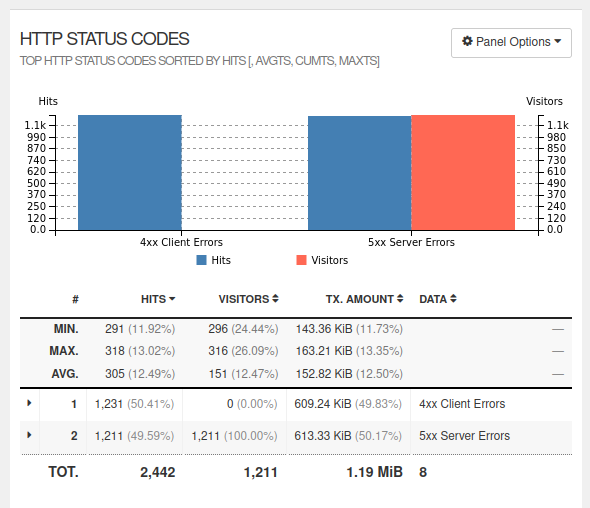 HTTP STATUS CODES
Panel Options
TOP HTTP STATUS CODES SORTED BY HITS [, AVGTS, CUMTS, MAXTS]
Hits Visitors
1.1k 1.1k
990 980
870 870
740 730
620 610
500 490
370 370
250 240
120 120
0.0 0.0
4xx Client Errors 5xx Server Errors
Hits Visitors
# HITS VISITORS TX. AMOUNT DATA
MIN. 291 (11.92%) 296 (24.44%) 143.36 KiB (11.73%) —
MAX. 318 (13.02%) 316 (26.09%) 163.21 KiB (13.35%) —
AVG. 305 (12.49%) 151 (12.47%) 152.82 KiB (12.50%) —
1 1,231 (50.41%) 0 (0.00%) 609.24 KiB (49.83%) 4xx Client Errors
2 1,211 (49.59%) 1,211 (100.00%) 613.33 KiB (50.17%) 5xx Server Errors
TOT. 2,442 1,211 1.19 MiB 8